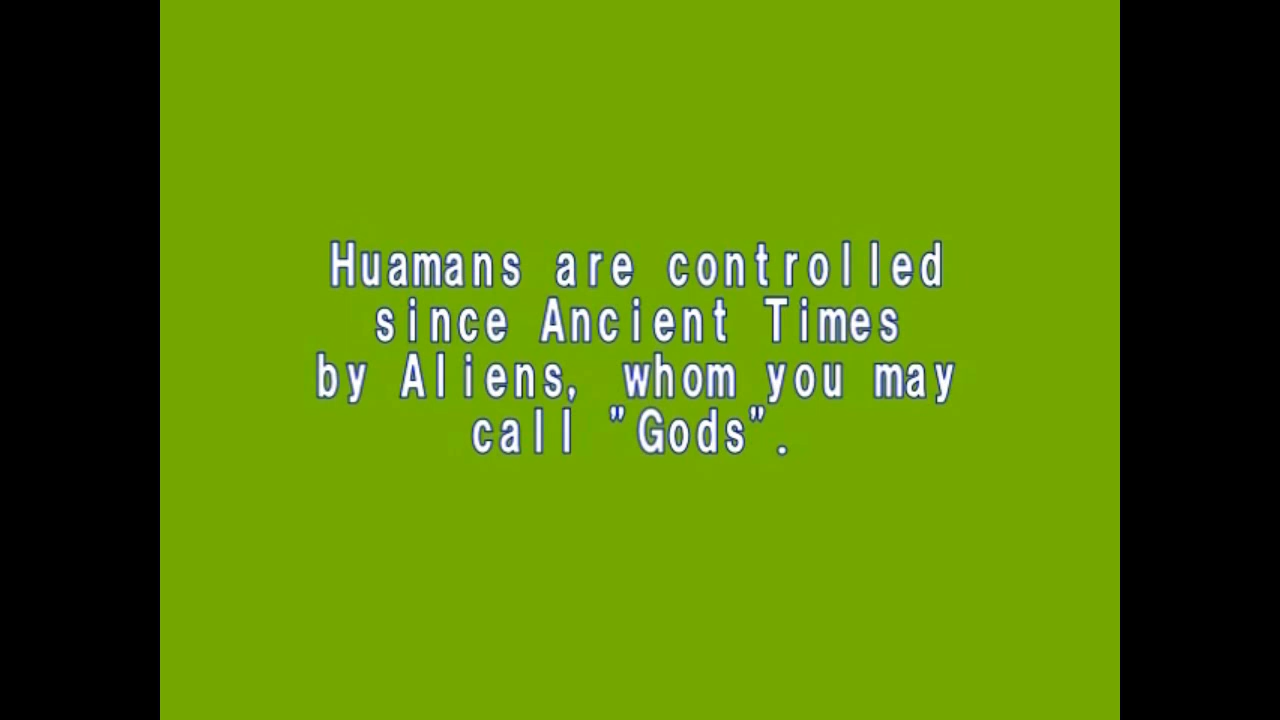 Huamans are controlled
since Ancient Times
by Aliens, whom you may
call "Gods".